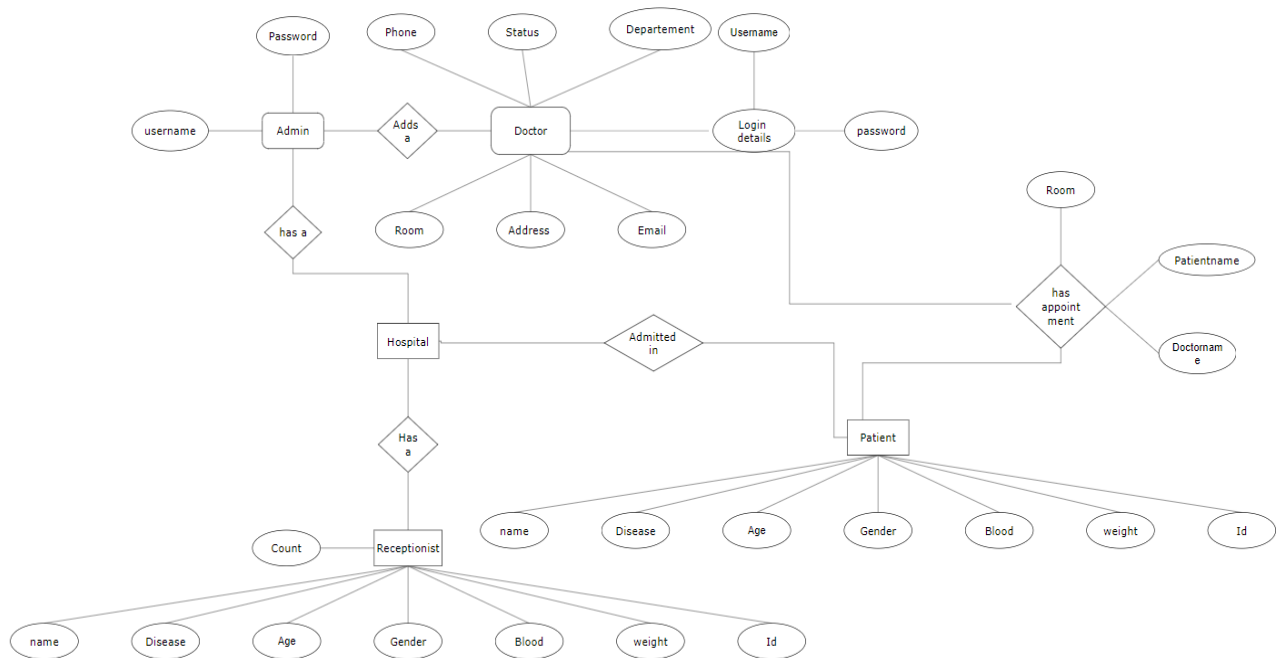 Password
Phone
Status
Departement
Username
username
Admin
Adds
a
Doctor
Login
details
password
Room
has a
Room
Address
Email
Patientname
has
appoint
ment
Hospital
Admitted
in
Doctornam
e
Has
a
Patient
name
Disease
Age
Gender
Blood
weight
Id
Count
Receptionist
name
Disease
Age
Gender
Blood
weight
Id